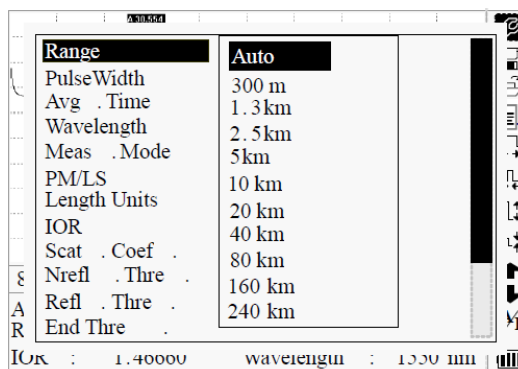 A 30.554
Range
PulseWidth
Avg . Time
Wavelength
Meas . Mode
PM/LS
Length Units
IOR
Scat . Coef .
Nrefl . Thre .
Refl . Thre .
End Thre .
Auto
300 m
1.3km
2.5km
5km
10 km
20 km
40 km
80 km
160 km
240 km
A
R
IOR : 1.46660 wavelength : 1550 nm